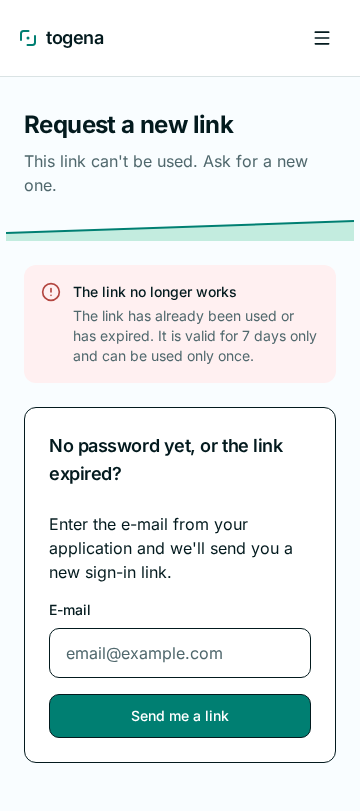 togena
Request a new link
This link can't be used. Ask for a new
one.
The link no longer works
The link has already been used or
has expired. It is valid for 7 days only
and can be used only once.
No password yet, or the link
expired?
Enter the e-mail from your
application and we'll send you a
new sign-in link.
E-mail
email@example.com
Send me a link